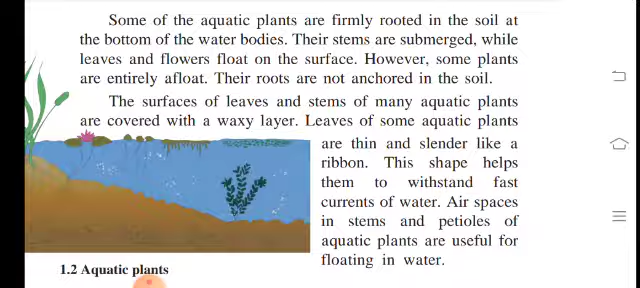 Some of the aquatic plants are firmly rooted in the soil at
the bottom of the water bodies. Their stems are submerged, while
leaves and flowers float on the surface. However, some plants
are entirely afloat. Their roots are not anchored in the soil.
The surfaces of leaves and stems of many aquatic plants
are covered with a waxy layer. Leaves of some aquatic plants
are thin and slender like a
ribbon. This shape helps
them to withstand fast
currents of water. Air spaces
in stems and petioles of
aquatic plants are useful for
floating in water.
1.2 Aquatic plants